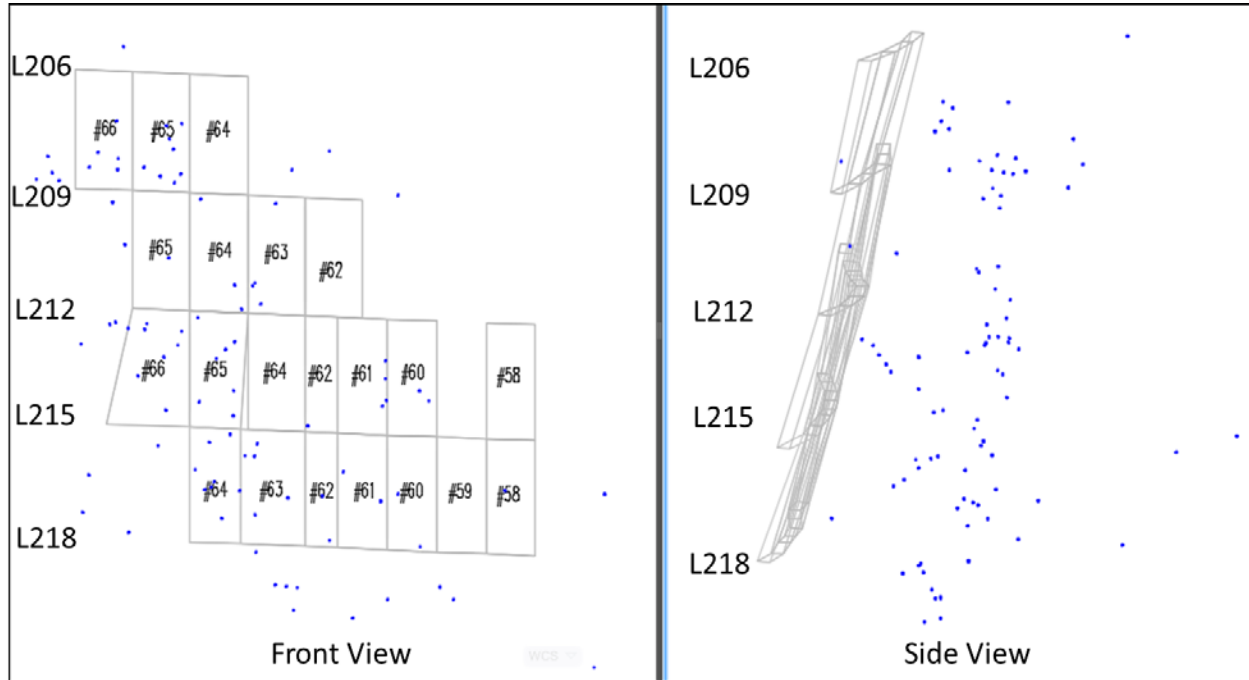 L206
#66 #65 #64
L209
#65 #64 #63 #62
L212
#66 #65 #64 #62 #61 #60 #58
L215
#64 #63 #62 #61 #60 #59 #58
L218
Front View
WCS
L206
L209
L212
L215
L218
Side View